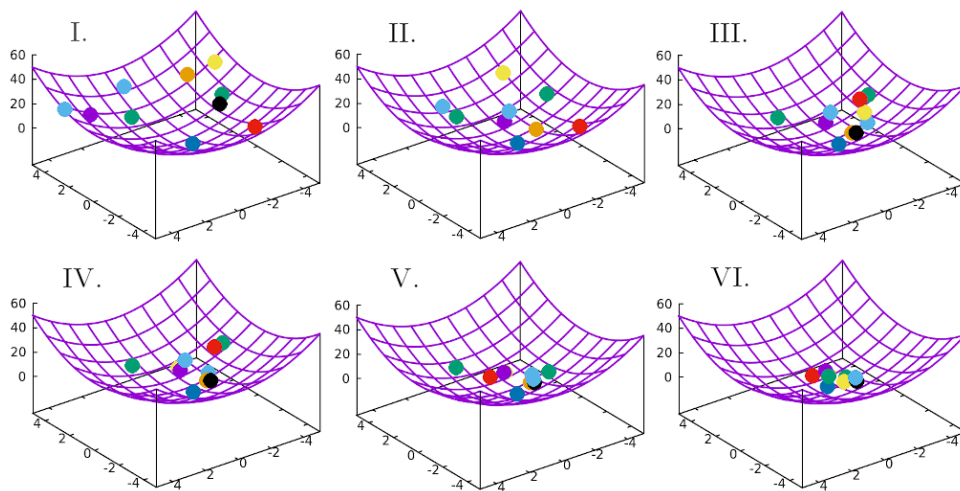 I. II. III.
60 60 60
40 40 40
20 20 20
0 0 0
4 -4 4 -4 4 -4
2 -2 2 -2 2 -2
0 0 0 0 0 0
-2 2 -2 2 -2 2
-4 4 -4 4 -4 4
IV. V. VI.
60 60 60
40 40 40
20 20 20
0 0 0
4 -4 4 -4 4 -4
2 -2 2 -2 2 -2
0 0 0 0 0 0
-2 2 -2 2 -2 2
-4 4 -4 4 -4 4